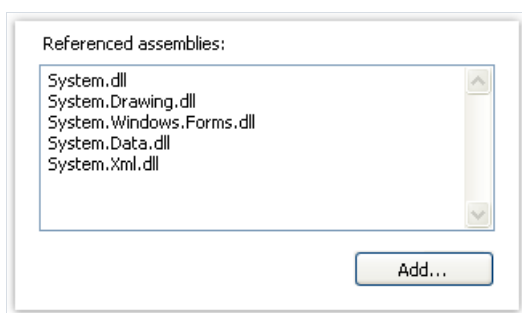 Referenced assemblies:
System.dll
System.Drawing.dll
System.Windows.Forms.dll
System.Data.dll
System.Xml.dll
Add...